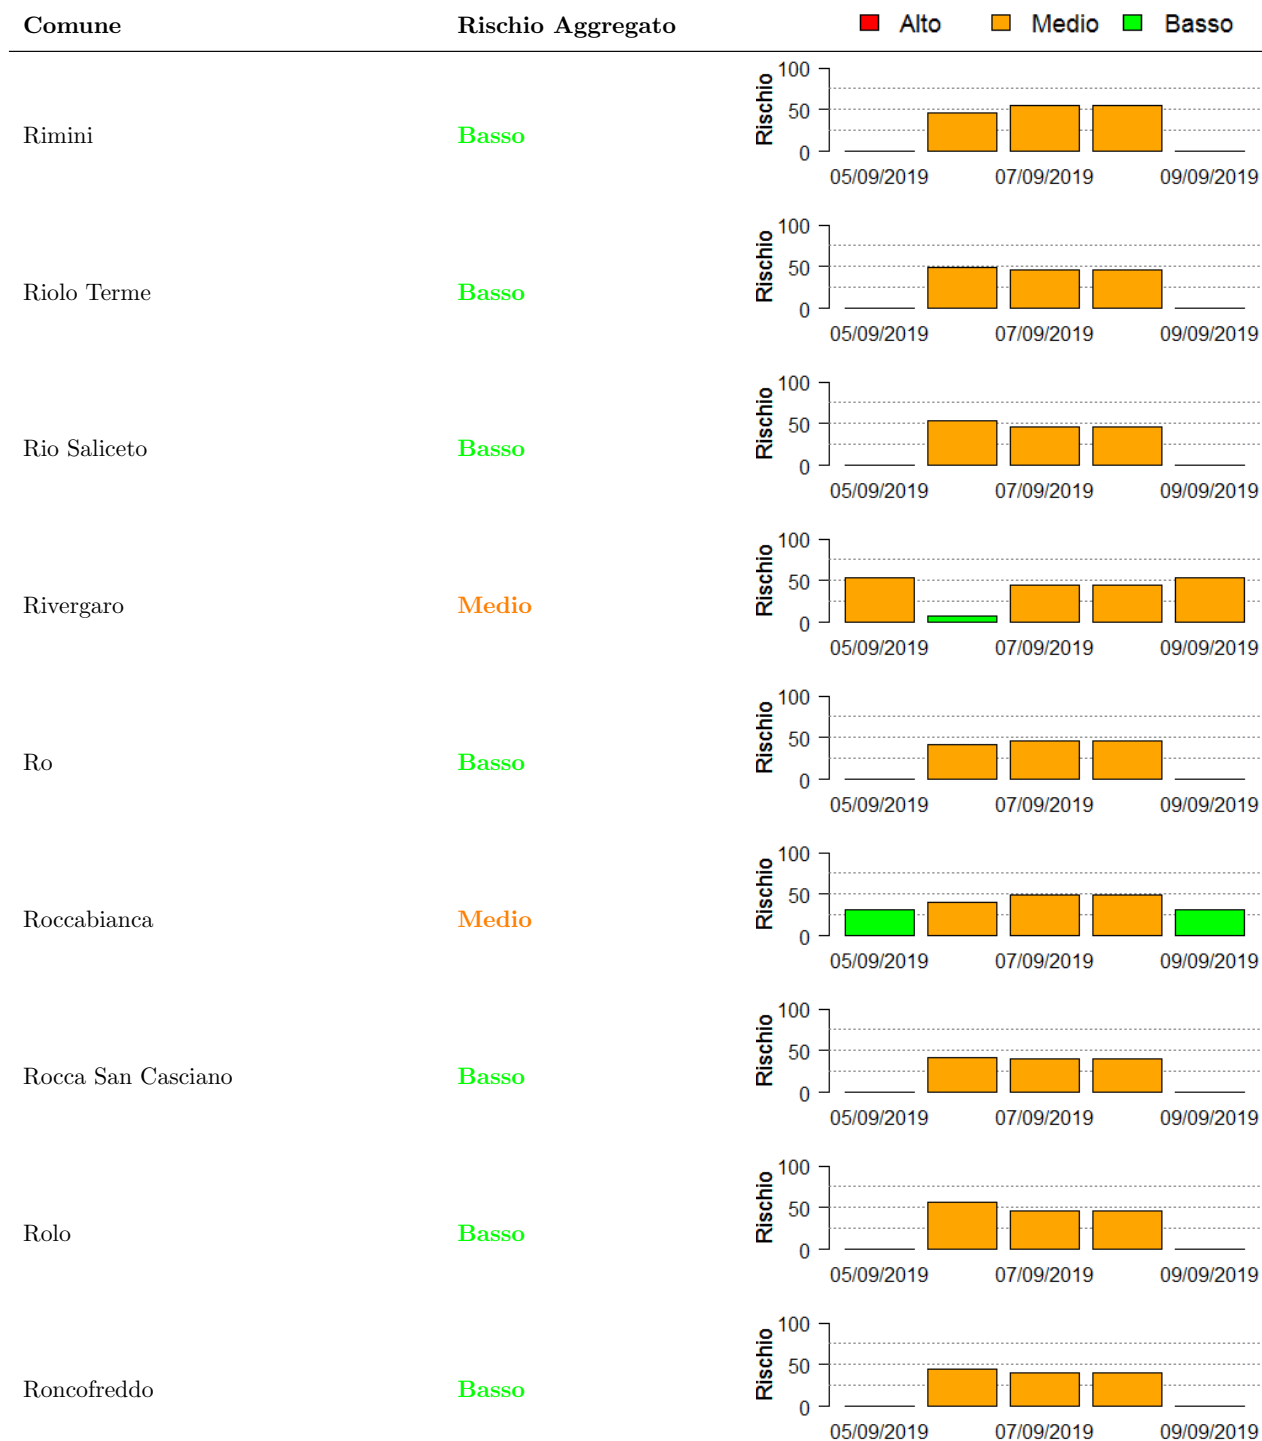 Comune Rischio Aggregato Alto Medio Basso
Rimini Basso
Rischio
100
50
0
05/09/2019 07/09/2019 09/09/2019
Riolo Terme Basso
Rischio
100
50
0
05/09/2019 07/09/2019 09/09/2019
Rio Saliceto Basso
Rischio
100
50
0
05/09/2019 07/09/2019 09/09/2019
Rivergaro Medio
Rischio
100
50
0
05/09/2019 07/09/2019 09/09/2019
Ro Basso
Rischio
100
50
0
05/09/2019 07/09/2019 09/09/2019
Roccabianca Medio
Rischio
100
50
0
05/09/2019 07/09/2019 09/09/2019
Rocca San Casciano Basso
Rischio
100
50
0
05/09/2019 07/09/2019 09/09/2019
Rolo Basso
Rischio
100
50
0
05/09/2019 07/09/2019 09/09/2019
Roncofreddo Basso
Rischio
100
50
0
05/09/2019 07/09/2019 09/09/2019